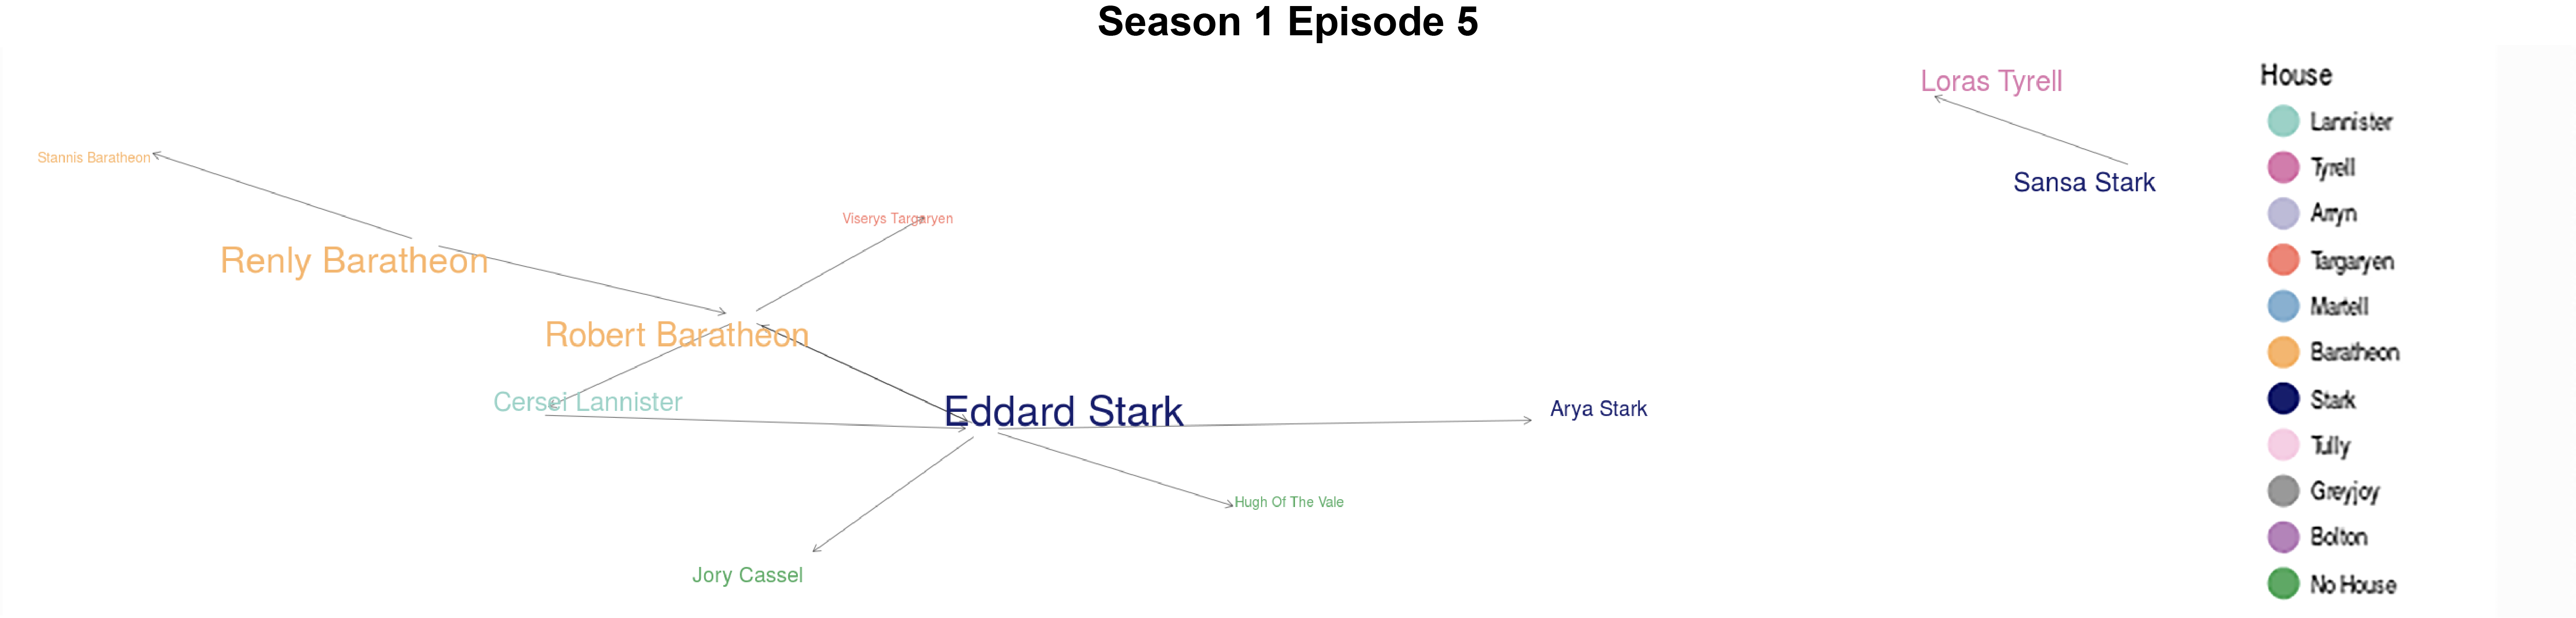 Season 1 Episode 5
Loras Tyrell
Stannis Baratheon
Sansa Stark
Viserys Targaryen
Renly Baratheon
Robert Baratheon
Cersei Lannister
Eddard Stark
Arya Stark
Hugh Of The Vale
Jory Cassel
House
Lannister
Tyrell
Arryn
Targaryen
Martell
Baratheon
Stark
Tully
Greyjoy
Bolton
No House